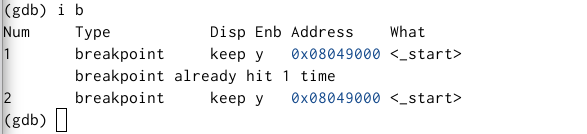 (gdb) i b
Num     Type           Disp Enb Address    What
1       breakpoint     keep y   0x08049000 <_start>
        breakpoint already hit 1 time
2       breakpoint     keep y   0x08049000 <_start>
(gdb)